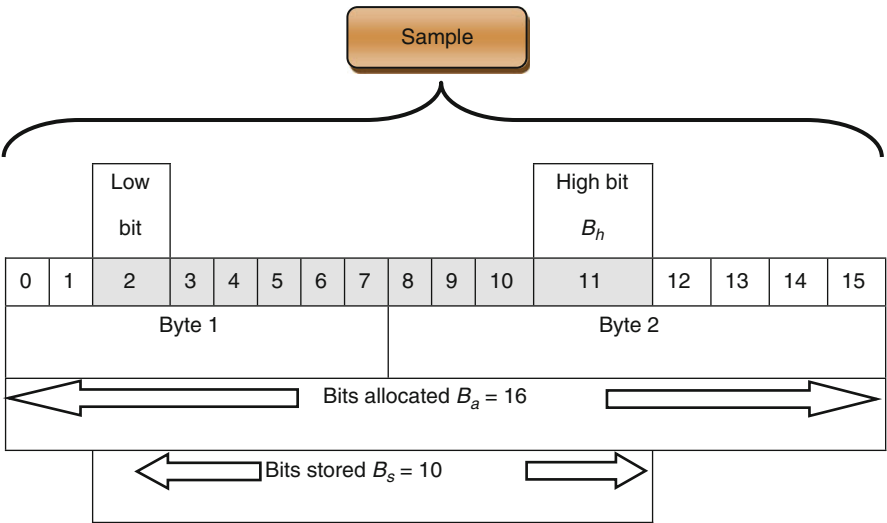 Sample
Low
bit
High bit
B_h
0 1 2 3 4 5 6 7 8 9 10 11 12 13 14 15
Byte 1 Byte 2
Bits allocated B_a = 16
Bits stored B_s = 10